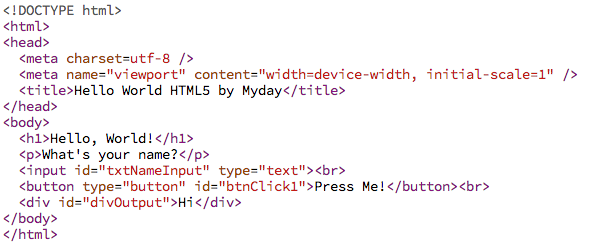 <!DOCTYPE html>
<html>
<head>
  <meta charset=utf-8 />
  <meta name="viewport" content="width=device-width, initial-scale=1" />
  <title>Hello World HTML5 by Myday</title>
</head>
<body>
  <h1>Hello, World!</h1>
  <p>What's your name?</p>
  <input id="txtNameInput" type="text"><br>
  <button type="button" id="btnClick1">Press Me!</button><br>
  <div id="divOutput">Hi</div>
</body>
</html>